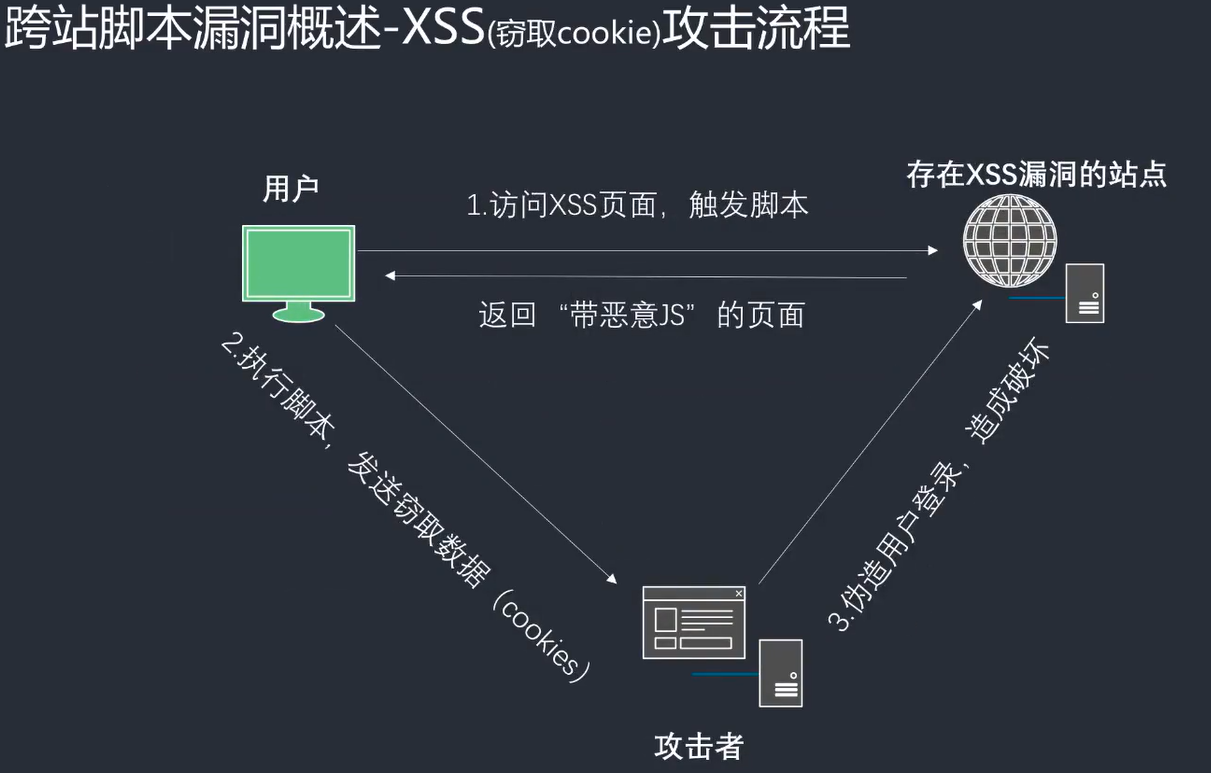 跨站脚本漏洞概述-XSS(窃取cookie)攻击流程
用户
存在XSS漏洞的站点
1.访问XSS页面，触发脚本
返回 “带恶意JS” 的页面
2.执行脚本，发送窃取数据（cookies）
3.伪造用户登录，造成破坏
攻击者